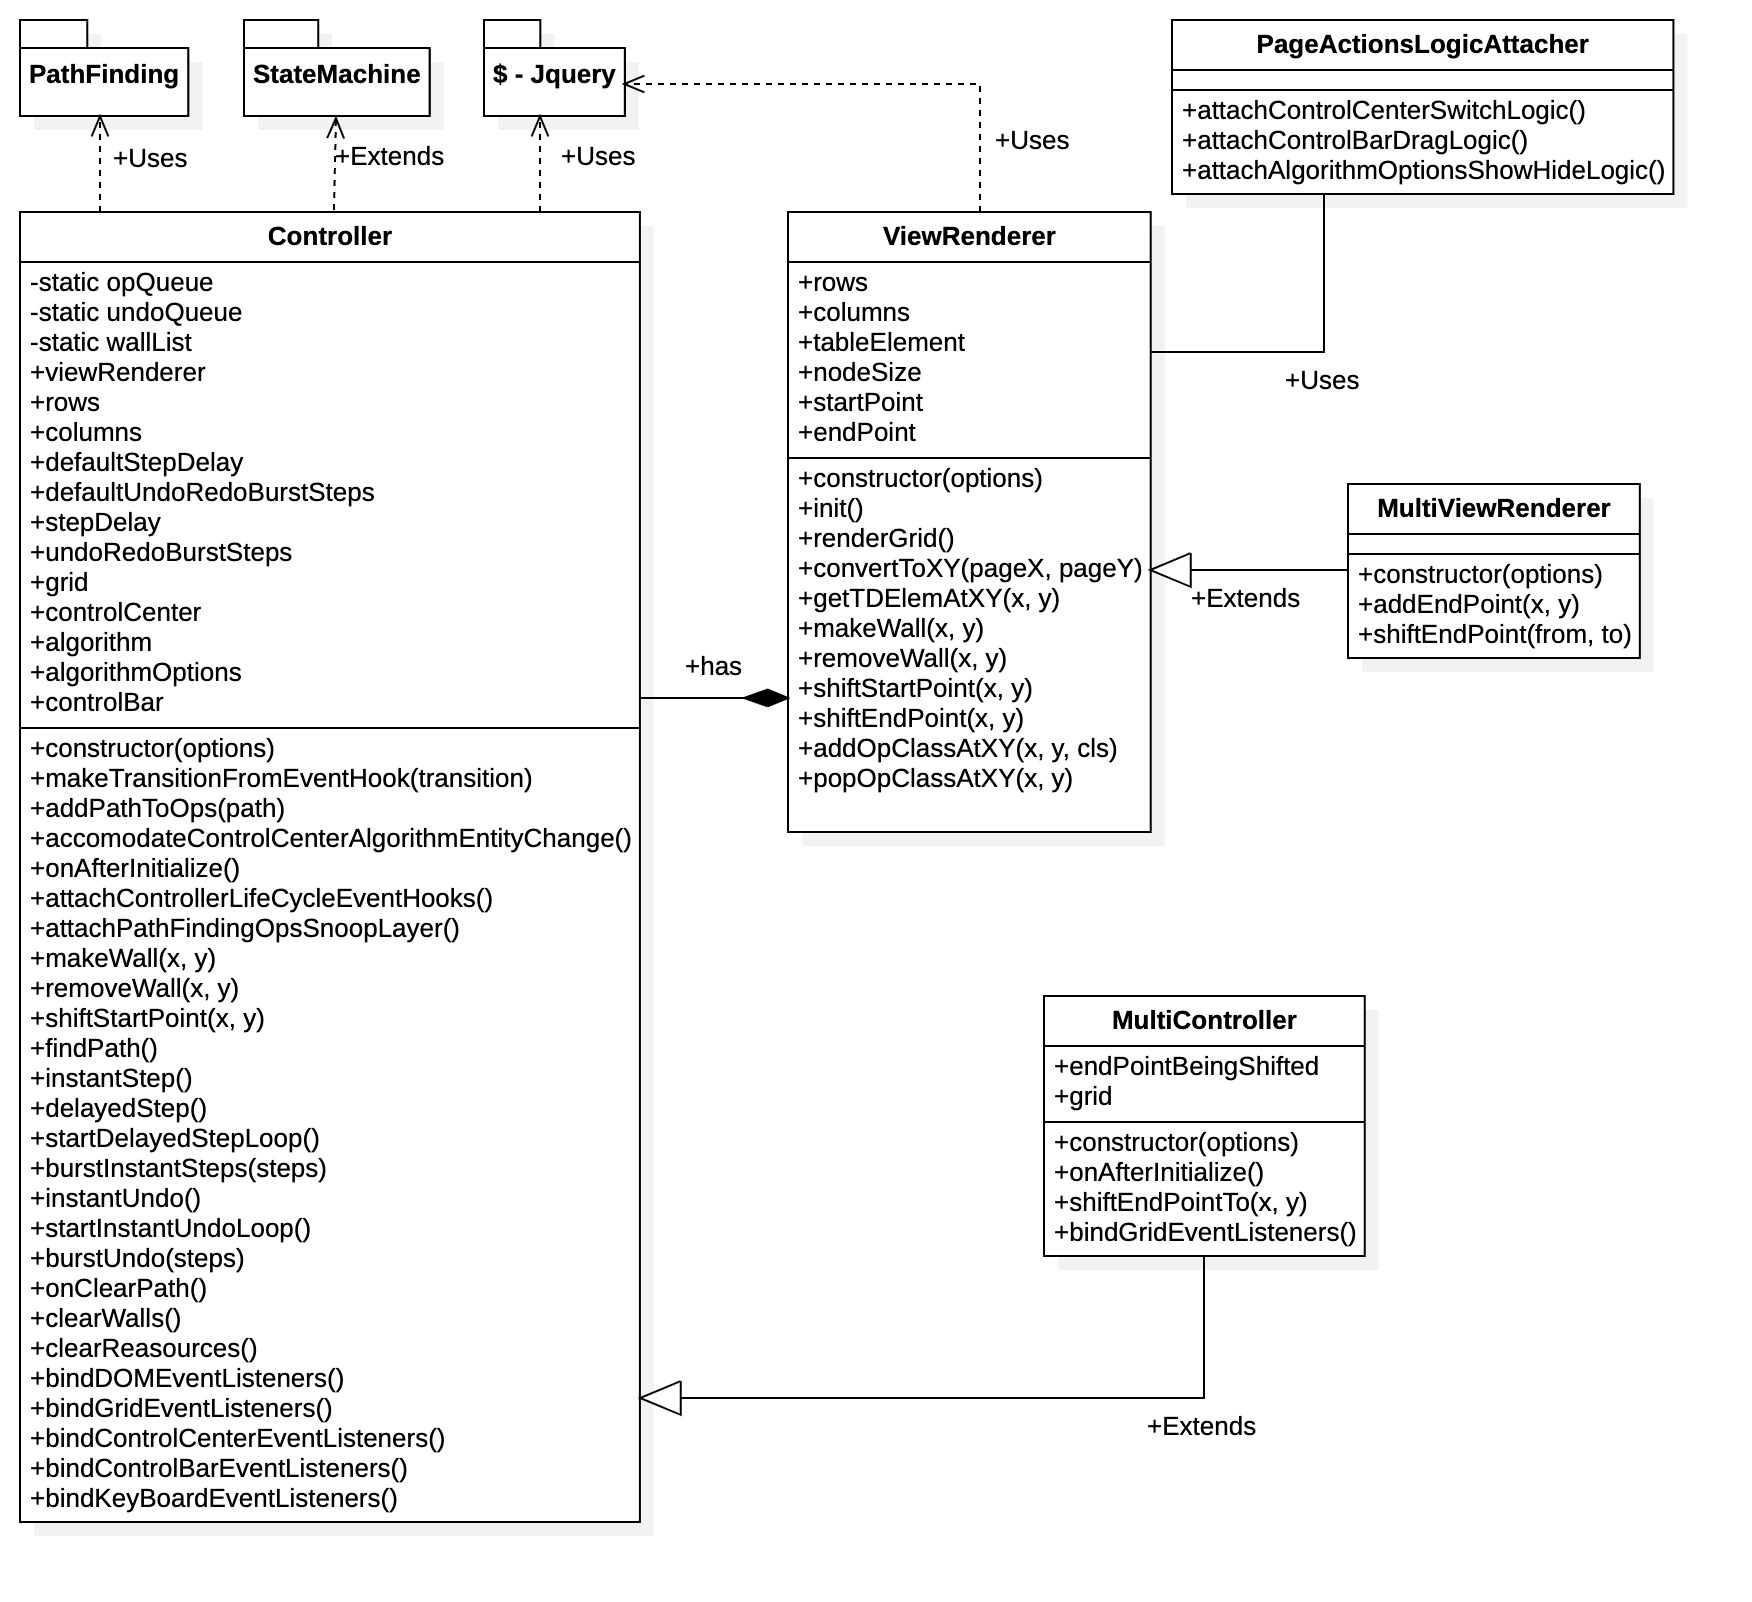 PathFinding
StateMachine
$ - Jquery
+Uses
+Extends
+Uses
+Uses
PageActionsLogicAttacher
+attachControlCenterSwitchLogic()
+attachControlBarDragLogic()
+attachAlgorithmOptionsShowHideLogic()
+Uses
Controller
-static opQueue
-static undoQueue
-static wallList
+viewRenderer
+rows
+columns
+defaultStepDelay
+defaultUndoRedoBurstSteps
+stepDelay
+undoRedoBurstSteps
+grid
+controlCenter
+algorithm
+algorithmOptions
+controlBar
+constructor(options)
+makeTransitionFromEventHook(transition)
+addPathToOps(path)
+accomodateControlCenterAlgorithmEntityChange()
+onAfterInitialize()
+attachControllerLifeCycleEventHooks()
+attachPathFindingOpsSnoopLayer()
+makeWall(x, y)
+removeWall(x, y)
+shiftStartPoint(x, y)
+findPath()
+instantStep()
+delayedStep()
+startDelayedStepLoop()
+burstInstantSteps(steps)
+instantUndo()
+startInstantUndoLoop()
+burstUndo(steps)
+onClearPath()
+clearWalls()
+clearReasources()
+bindDOMEventListeners()
+bindGridEventListeners()
+bindControlCenterEventListeners()
+bindControlBarEventListeners()
+bindKeyBoardEventListeners()
+has
ViewRenderer
+rows
+columns
+tableElement
+nodeSize
+startPoint
+endPoint
+constructor(options)
+init()
+renderGrid()
+convertToXY(pageX, pageY)
+getTDElemAtXY(x, y)
+makeWall(x, y)
+removeWall(x, y)
+shiftStartPoint(x, y)
+shiftEndPoint(x, y)
+addOpClassAtXY(x, y, cls)
+popOpClassAtXY(x, y)
+Extends
MultiViewRenderer
+constructor(options)
+addEndPoint(x, y)
+shiftEndPoint(from, to)
MultiController
+endPointBeingShifted
+grid
+constructor(options)
+onAfterInitialize()
+shiftEndPointTo(x, y)
+bindGridEventListeners()
+Extends